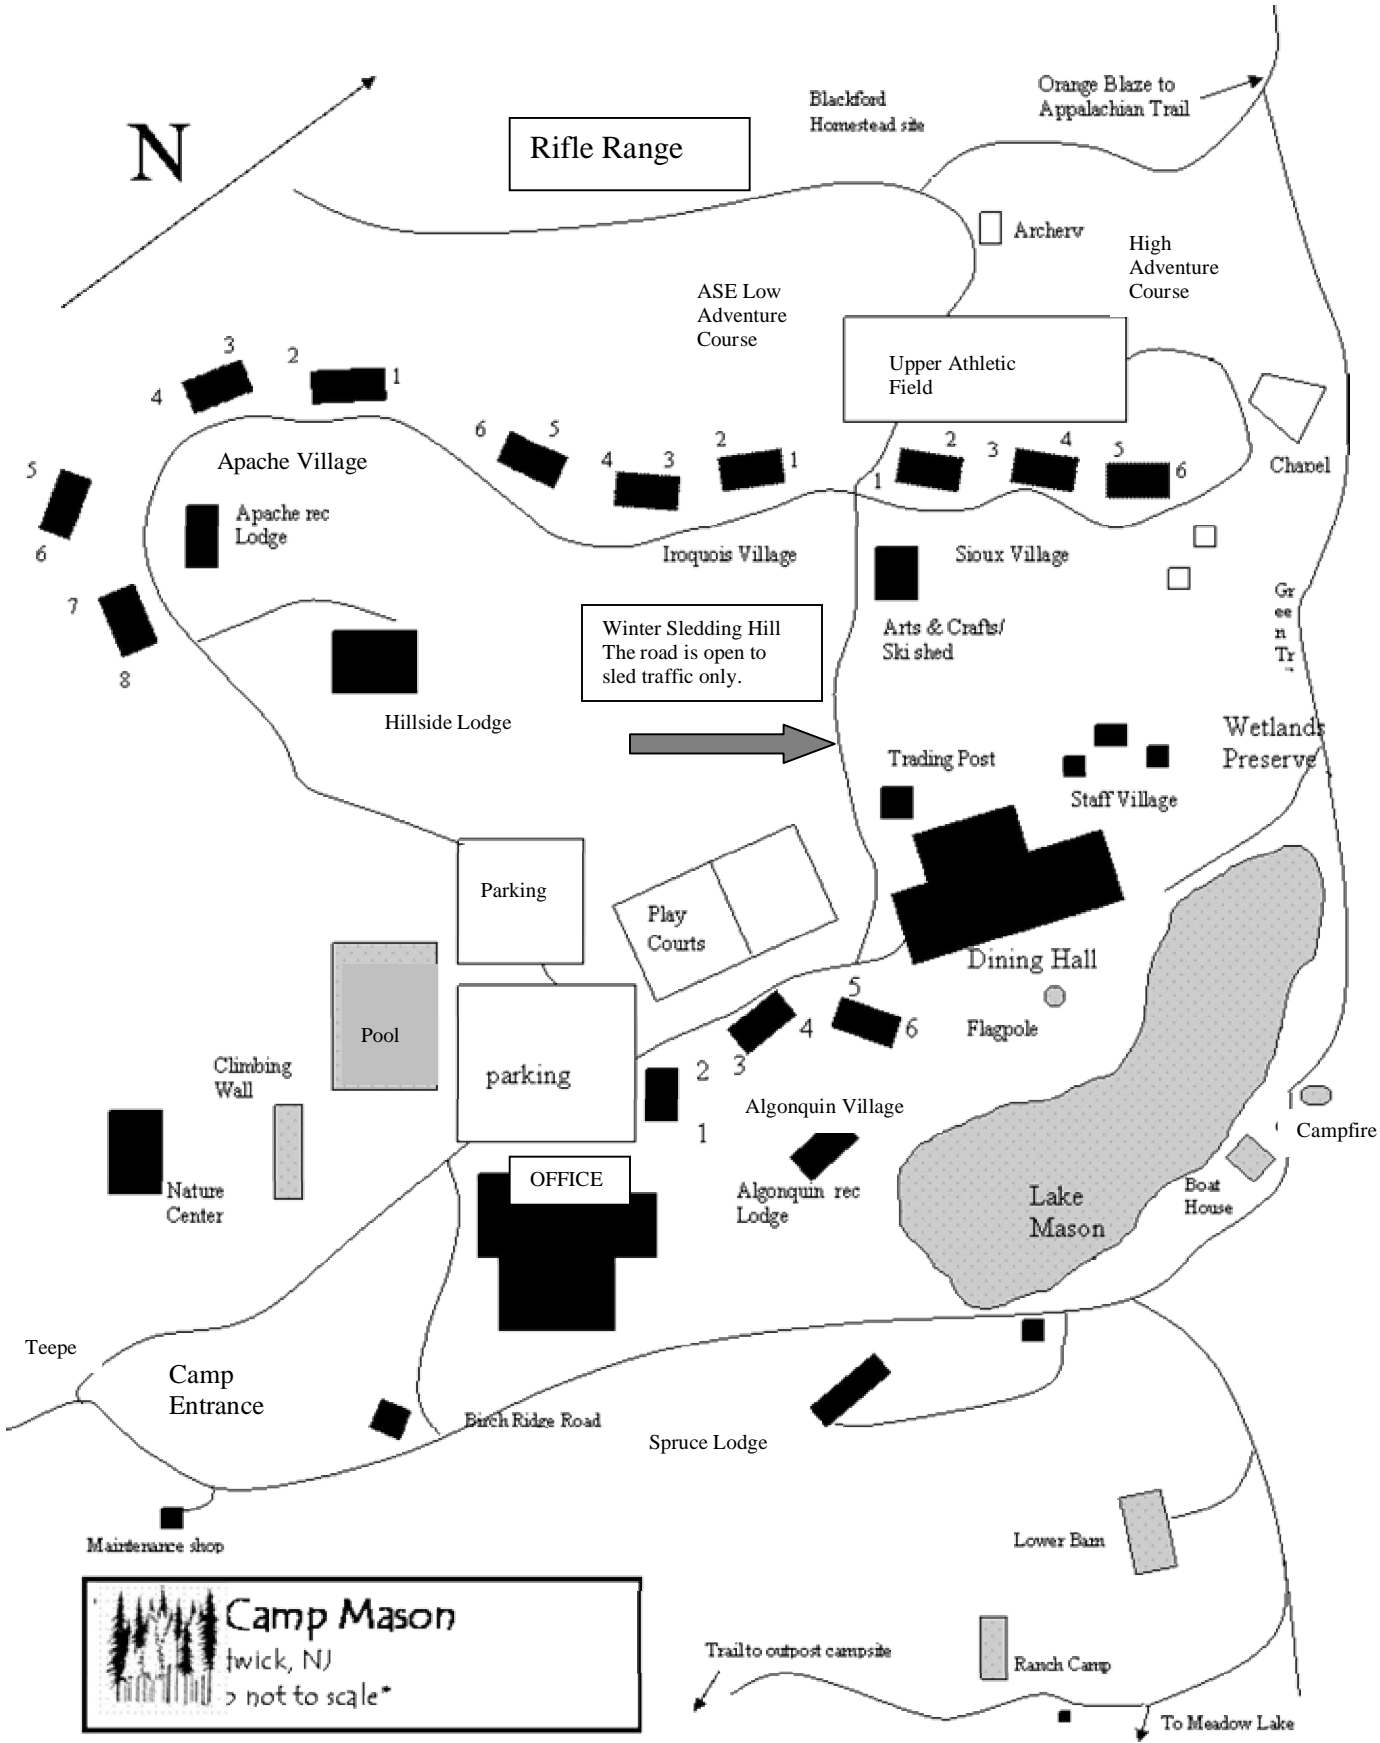 Orange Blaze to
Appalachian Trail
Blackford
Homestead site
N
Rifle Range
Archery
High
Adventure
Course
ASE Low
Adventure
Course
Upper Athletic
Field
3
2
4
1
Apache Village
5
6
7
8
Apache rec
Lodge
6
5
4
3
2
1
Iroquois Village
1
2
3
4
5
6
Sioux Village
Chapel
Winter Sledding Hill
The road is open to
sled traffic only.
Arts & Crafts/
Ski shed
Gr
ee
n
Tr
Hillside Lodge
Wetlands
Preserve
Trading Post
Staff Village
Parking
Play
Courts
Dining Hall
Flagpole
5
6
4
3
2
1
Pool
parking
Climbing
Wall
Algonquin Village
Campfire
Nature
Center
OFFICE
Algonquin rec
Lodge
Lake
Mason
Boat
House
Teepe
Camp
Entrance
Birch Ridge Road
Spruce Lodge
Maintenance shop
Lower Barn
Camp Mason
twick, NJ
not to scale*
Trail to outpost campsite
Ranch Camp
To Meadow Lake